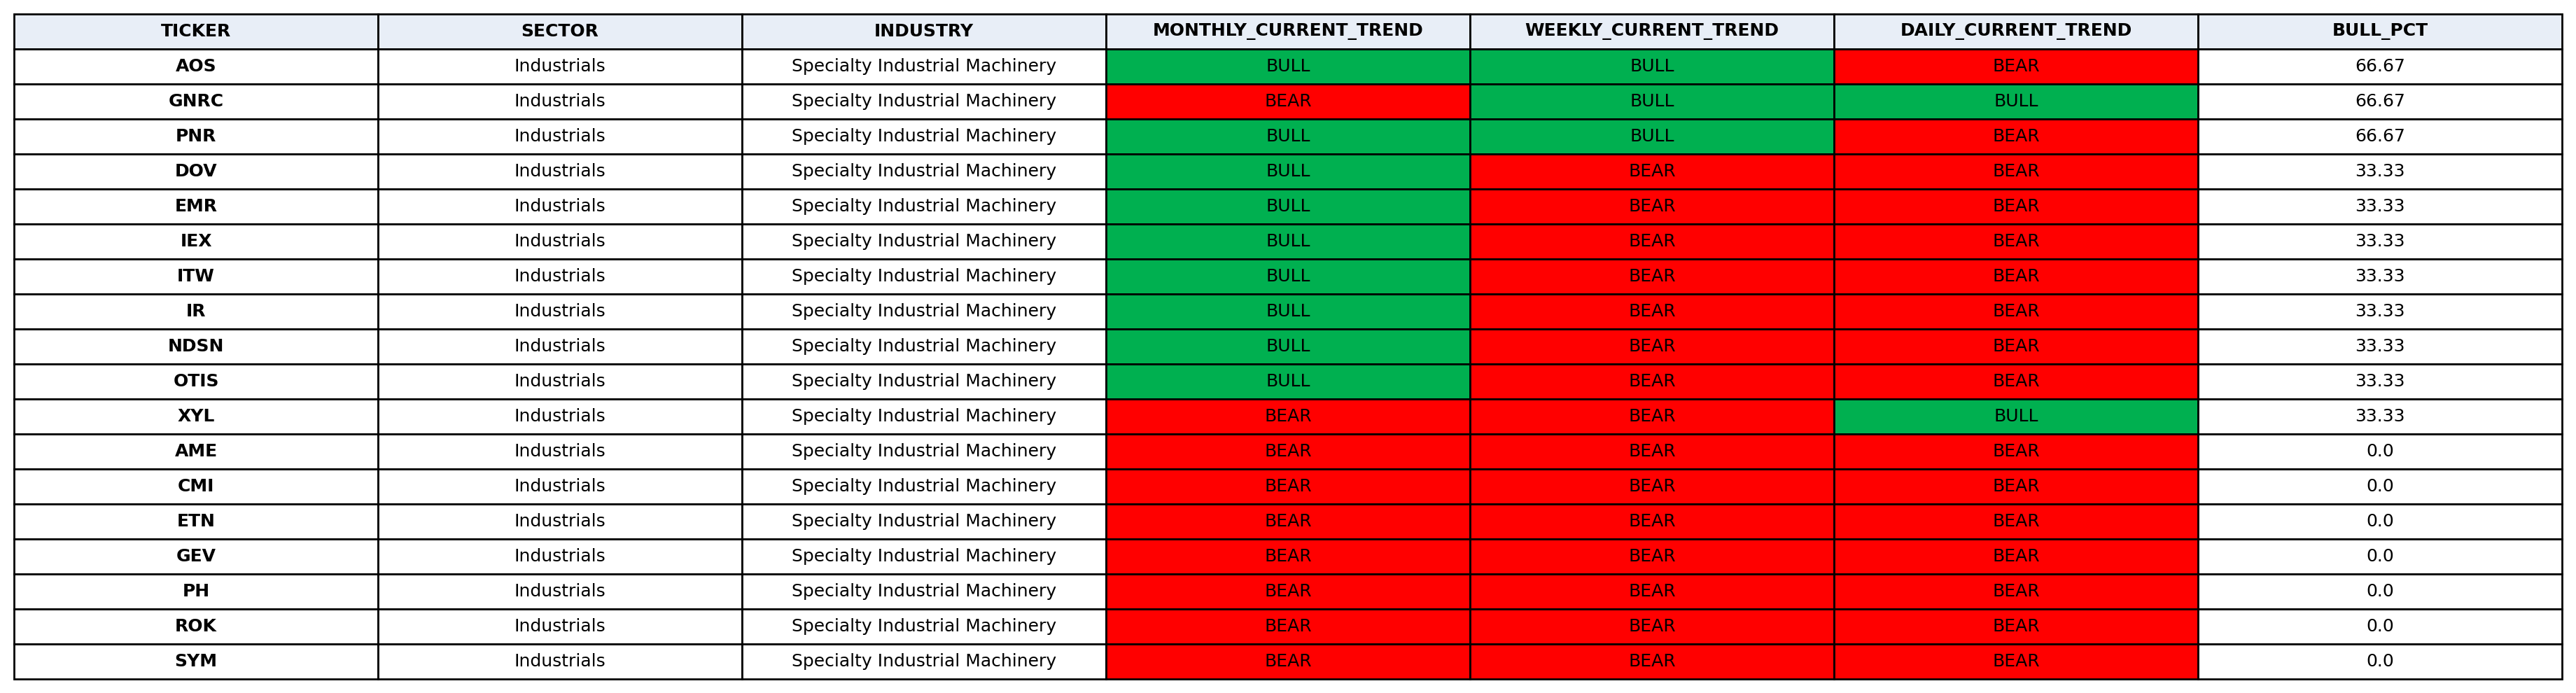 TICKER SECTOR INDUSTRY MONTHLY_CURRENT_TREND WEEKLY_CURRENT_TREND DAILY_CURRENT_TREND BULL_PCT
AOS Industrials Specialty Industrial Machinery BULL BULL BEAR 66.67
GNRC Industrials Specialty Industrial Machinery BEAR BULL BULL 66.67
PNR Industrials Specialty Industrial Machinery BULL BULL BEAR 66.67
DOV Industrials Specialty Industrial Machinery BULL BEAR BEAR 33.33
EMR Industrials Specialty Industrial Machinery BULL BEAR BEAR 33.33
IEX Industrials Specialty Industrial Machinery BULL BEAR BEAR 33.33
ITW Industrials Specialty Industrial Machinery BULL BEAR BEAR 33.33
IR Industrials Specialty Industrial Machinery BULL BEAR BEAR 33.33
NDSN Industrials Specialty Industrial Machinery BULL BEAR BEAR 33.33
OTIS Industrials Specialty Industrial Machinery BULL BEAR BEAR 33.33
XYL Industrials Specialty Industrial Machinery BEAR BEAR BULL 33.33
AME Industrials Specialty Industrial Machinery BEAR BEAR BEAR 0.0
CMI Industrials Specialty Industrial Machinery BEAR BEAR BEAR 0.0
ETN Industrials Specialty Industrial Machinery BEAR BEAR BEAR 0.0
GEV Industrials Specialty Industrial Machinery BEAR BEAR BEAR 0.0
PH Industrials Specialty Industrial Machinery BEAR BEAR BEAR 0.0
ROK Industrials Specialty Industrial Machinery BEAR BEAR BEAR 0.0
SYM Industrials Specialty Industrial Machinery BEAR BEAR BEAR 0.0